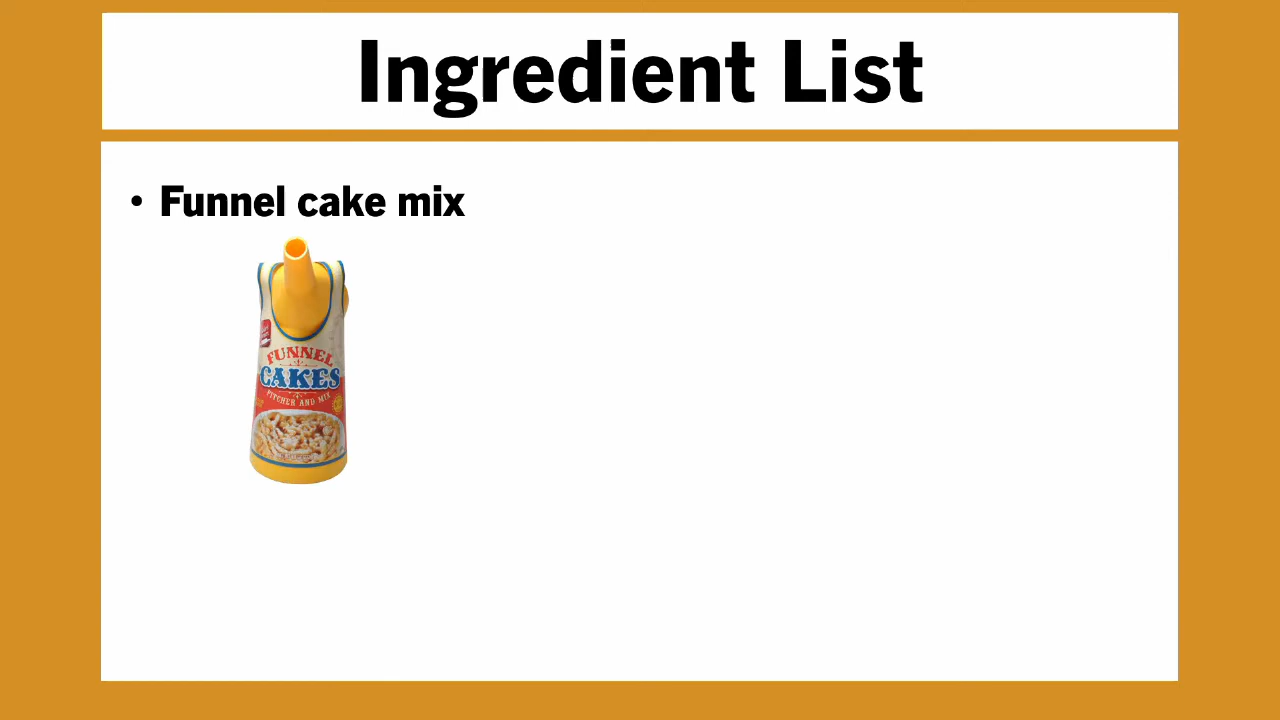 Ingredient List
• Funnel cake mix
FUNNEL
CAKES
PITCHER AND MIX